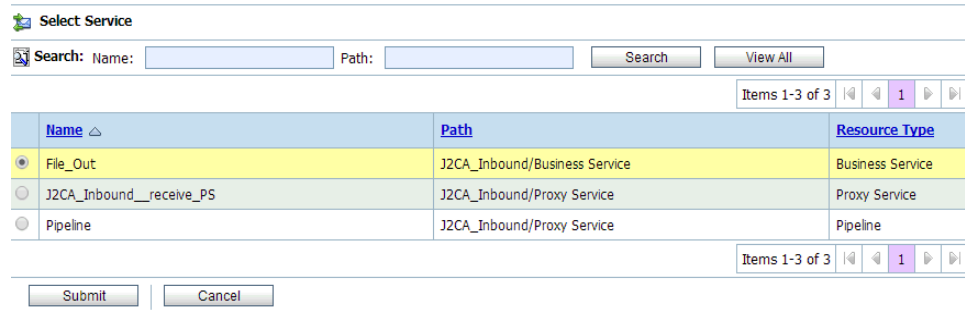 Select Service
Search: Name: Path: Search View All
Items 1-3 of 3 1
Name Path Resource Type
File_Out J2CA_Inbound/Business Service Business Service
J2CA_Inbound__receive_PS J2CA_Inbound/Proxy Service Proxy Service
Pipeline J2CA_Inbound/Proxy Service Pipeline
Items 1-3 of 3 1
Submit Cancel